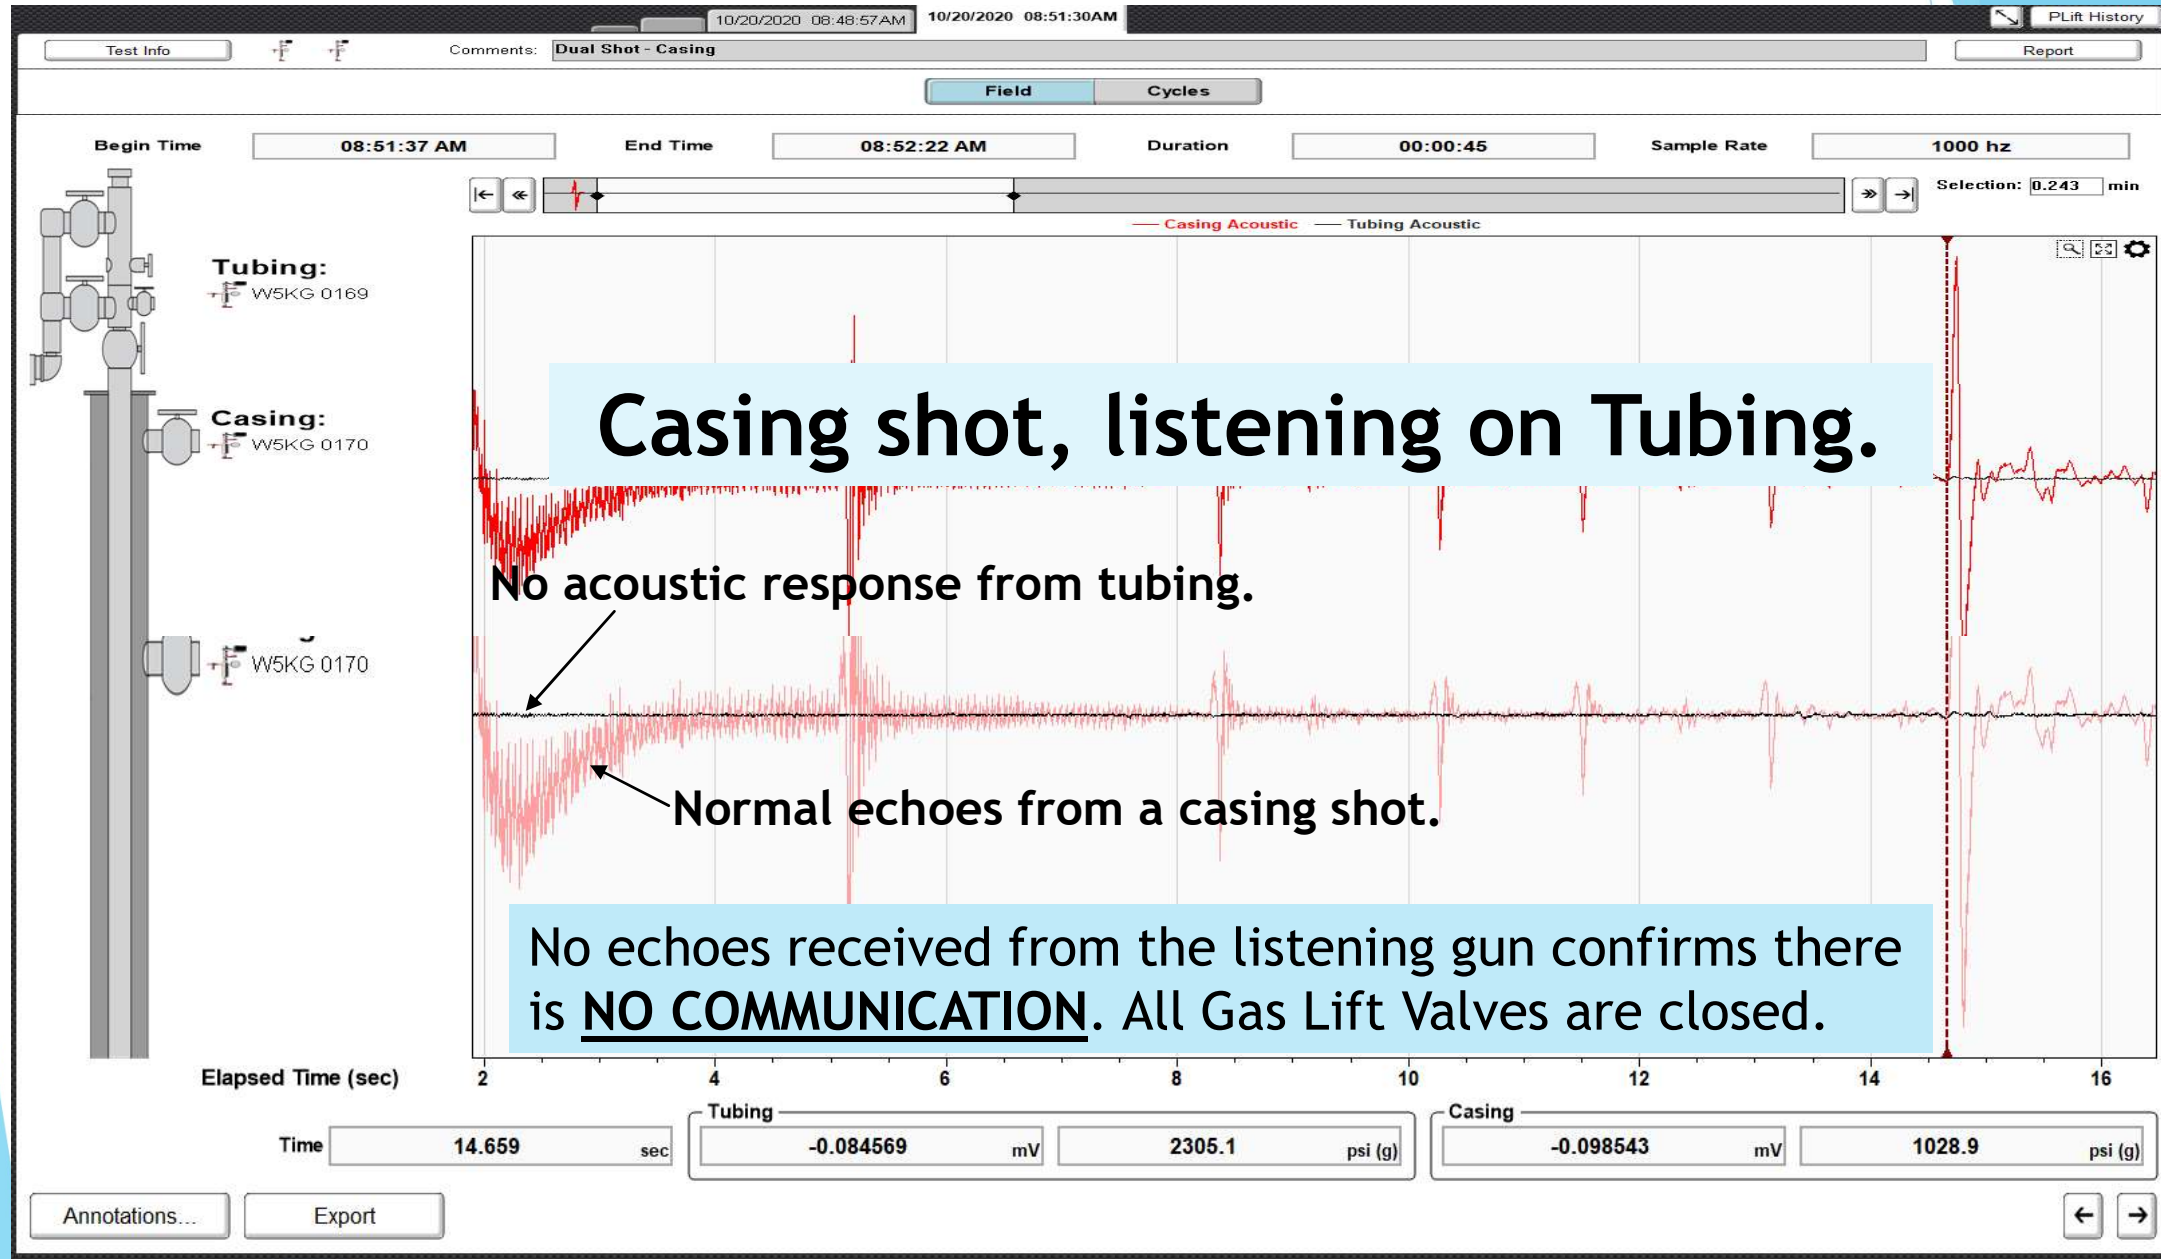 10/20/2020 08:48:57AM
10/20/2020 08:51:30AM
PLift History
Test Info
Comments: Dual Shot - Casing
Report
Field
Cycles
Begin Time 08:51:37 AM End Time 08:52:22 AM Duration 00:00:45 Sample Rate 1000 hz
Selection: 0.243 min
Casing Acoustic Tubing Acoustic
Tubing:
W5KG 0169
Casing shot, listening on Tubing.
Casing:
W5KG 0170
No acoustic response from tubing.
W5KG 0170
Normal echoes from a casing shot.
No echoes received from the listening gun confirms there
is NO COMMUNICATION. All Gas Lift Valves are closed.
Elapsed Time (sec) 2 4 6 8 10 12 14 16
Tubing
Casing
Time 14.659 sec -0.084569 mV 2305.1 psi (g) -0.098543 mV 1028.9 psi (g)
Annotations... Export